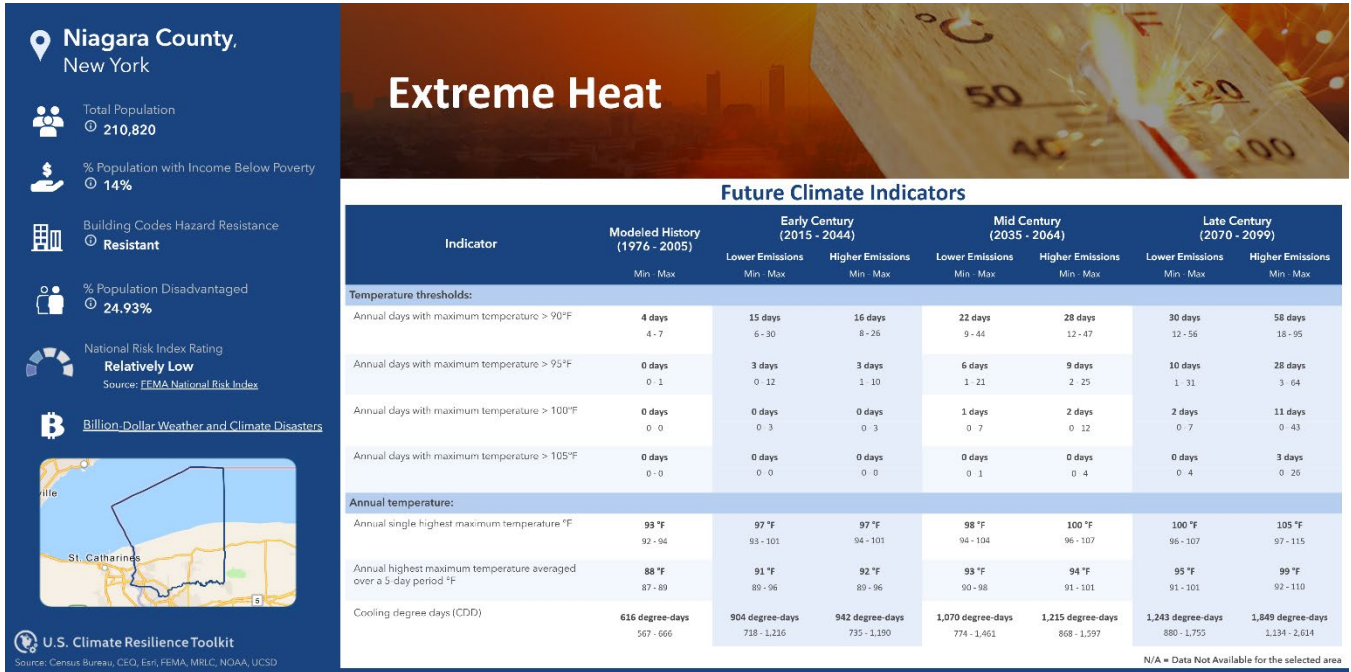 Niagara County,
New York
Total Population
210,820
% Population with Income Below Poverty
14%
Building Codes Hazard Resistance
Resistant
% Population Disadvantaged
24.93%
National Risk Index Rating
Relatively Low
Source: FEMA National Risk Index
Billion-Dollar Weather and Climate Disasters
ville
St. Catharines
5
U.S. Climate Resilience Toolkit
Source: Census Bureau, CEQ, Esri, FEMA, MRLC, NOAA, UCSD
Extreme Heat
°C
F
50
120
40
100
Future Climate Indicators
Indicator
Modeled History
(1976 - 2005)
Early Century
(2015 - 2044)
Mid Century
(2035 - 2064)
Late Century
(2070 - 2099)
Lower Emissions Higher Emissions Lower Emissions Higher Emissions Lower Emissions Higher Emissions
Min - Max Min - Max Min - Max Min - Max Min - Max Min - Max Min - Max
Temperature thresholds:
Annual days with maximum temperature > 90°F 4 days 15 days 16 days 22 days 28 days 30 days 58 days
4 - 7 6 - 30 8 - 26 9 - 44 12 - 47 12 - 56 18 - 95
Annual days with maximum temperature > 95°F 0 days 3 days 3 days 6 days 9 days 10 days 28 days
0 - 1 0 - 12 1 - 10 1 - 21 2 - 25 1 - 31 3 - 64
Annual days with maximum temperature > 100°F 0 days 0 days 0 days 1 days 2 days 2 days 11 days
0 - 0 0 - 3 0 - 3 0 - 7 0 - 12 0 - 7 0 - 43
Annual days with maximum temperature > 105°F 0 days 0 days 0 days 0 days 0 days 0 days 3 days
0 - 0 0 - 0 0 - 0 0 - 1 0 - 4 0 - 4 0 - 26
Annual temperature:
Annual single highest maximum temperature °F 93 °F 97 °F 97 °F 98 °F 100 °F 100 °F 105 °F
92 - 94 93 - 101 94 - 101 94 - 104 96 - 107 96 - 107 97 - 115
Annual highest maximum temperature averaged
over a 5-day period °F 88 °F 91 °F 92 °F 93 °F 94 °F 95 °F 99 °F
87 - 89 89 - 96 89 - 96 90 - 98 91 - 101 91 - 101 92 - 110
Cooling degree days (CDD) 616 degree-days 904 degree-days 942 degree-days 1,070 degree-days 1,215 degree-days 1,243 degree-days 1,849 degree-days
567 - 666 718 - 1,216 735 - 1,190 774 - 1,461 868 - 1,597 880 - 1,755 1,134 - 2,614
N/A = Data Not Available for the selected area